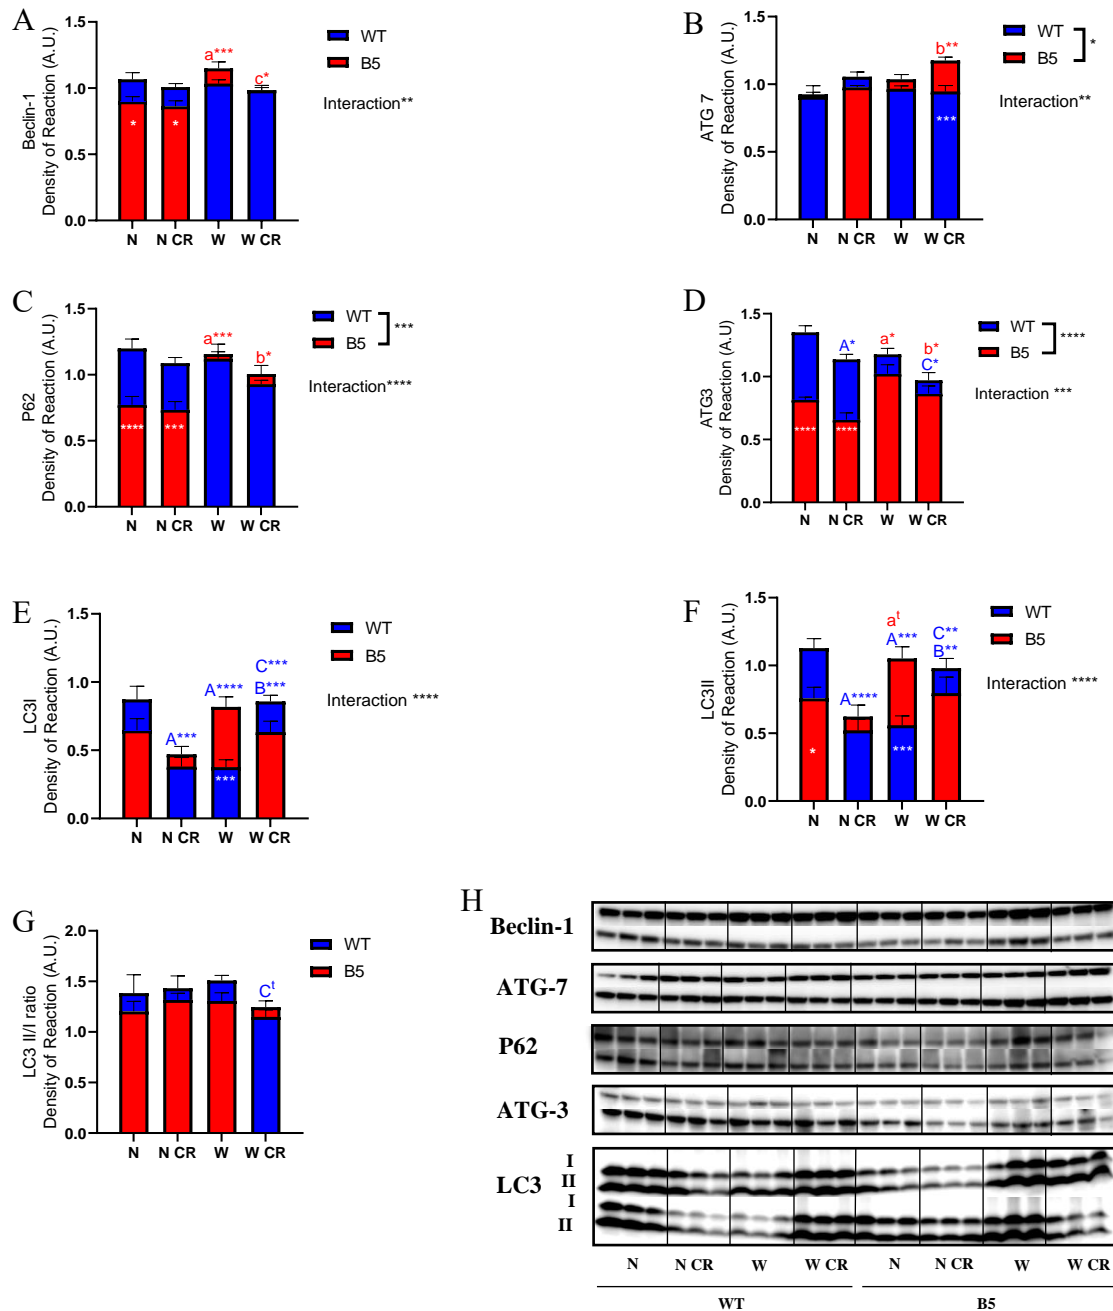 A
Beclin-1
Density of Reaction (A.U.)
1.5
1.0
0.5
0.0
a***
c*
*
*
N
N CR
W
W CR
WT
B5
Interaction**
B
ATG 7
Density of Reaction (A.U.)
1.5
1.0
0.5
0.0
b**
***
N
N CR
W
W CR
WT
B5
*
Interaction**
C
P62
Density of Reaction (A.U.)
1.5
1.0
0.5
0.0
a***
b*
****
***
N
N CR
W
W CR
WT
B5
***
Interaction****
D
ATG3
Density of Reaction (A.U)
1.5
1.0
0.5
0.0
A*
a*
b*
C*
****
****
N
N CR
W
W CR
WT
B5
****
Interaction ***
E
LC3I
Density of Reaction (A.U.)
1.5
1.0
0.5
0.0
A***
A****
C***
B***
***
N
N CR
W
W CR
WT
B5
Interaction ****
F
LC3II
Density of Reaction (A.U.)
1.5
1.0
0.5
0.0
A****
at
A***
C**
B**
*
***
N
N CR
W
W CR
WT
B5
Interaction ****
G
LC3 II/I ratio
Density of Reaction (A.U.)
2.0
1.5
1.0
0.5
0.0
Ct
N
N CR
W
W CR
WT
B5
H
Beclin-1
ATG-7
P62
ATG-3
LC3
I
II
I
II
N N CR W W CR N N CR W W CR
WT B5